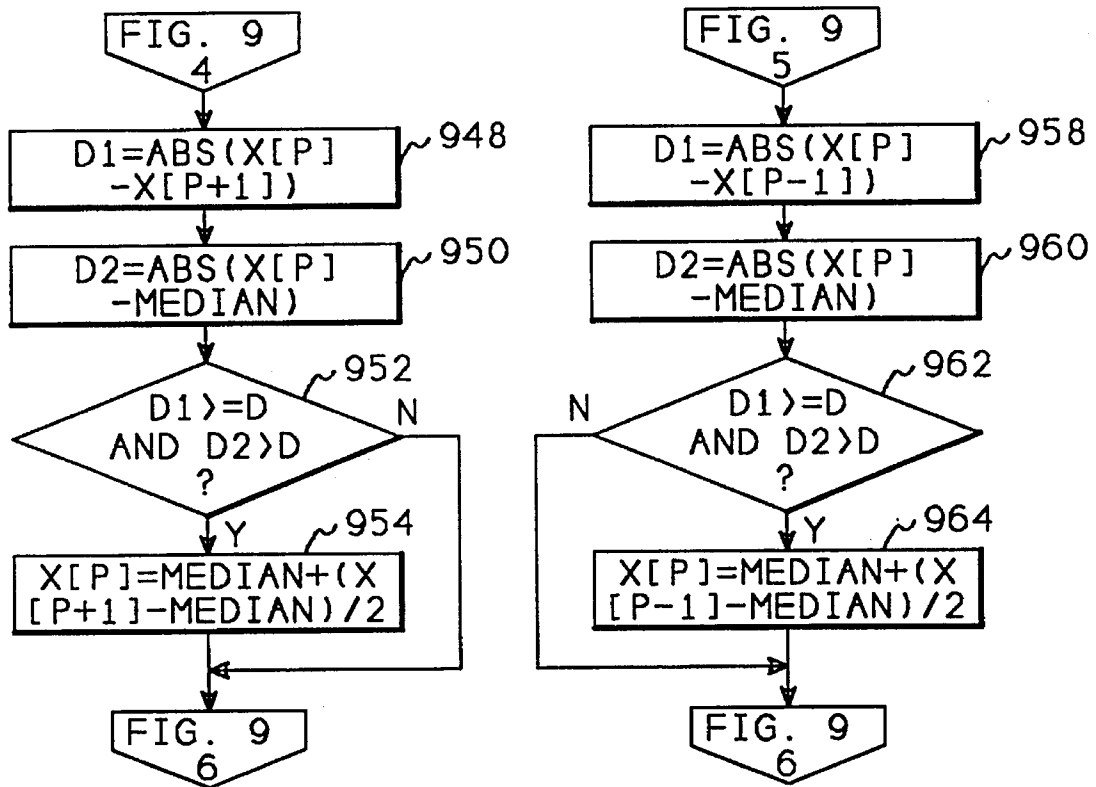 FIG. 9
4
D1=ABS(X[P]
-X[P+1])
948
D2=ABS(X[P]
-MEDIAN)
950
952
D1>=D
AND D2>D
?
N
Y
954
X[P]=MEDIAN+(X
[P+1]-MEDIAN)/2
FIG. 9
6
FIG. 9
5
D1=ABS(X[P]
-X[P-1])
958
D2=ABS(X[P]
-MEDIAN)
960
962
D1>=D
AND D2>D
?
N
Y
964
X[P]=MEDIAN+(X
[P-1]-MEDIAN)/2
FIG. 9
6